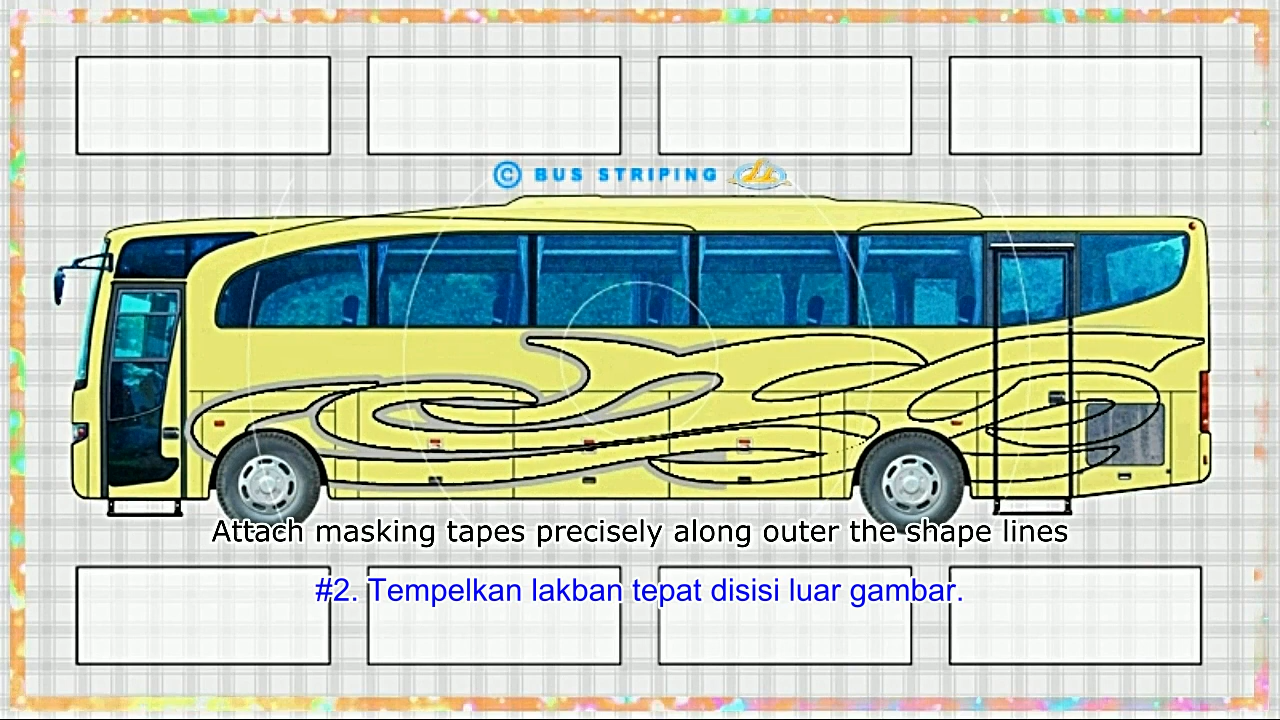 © BUS STRIPING
Attach masking tapes precisely along outer the shape lines
#2. Tempelkan lakban tepat disisi luar gambar.